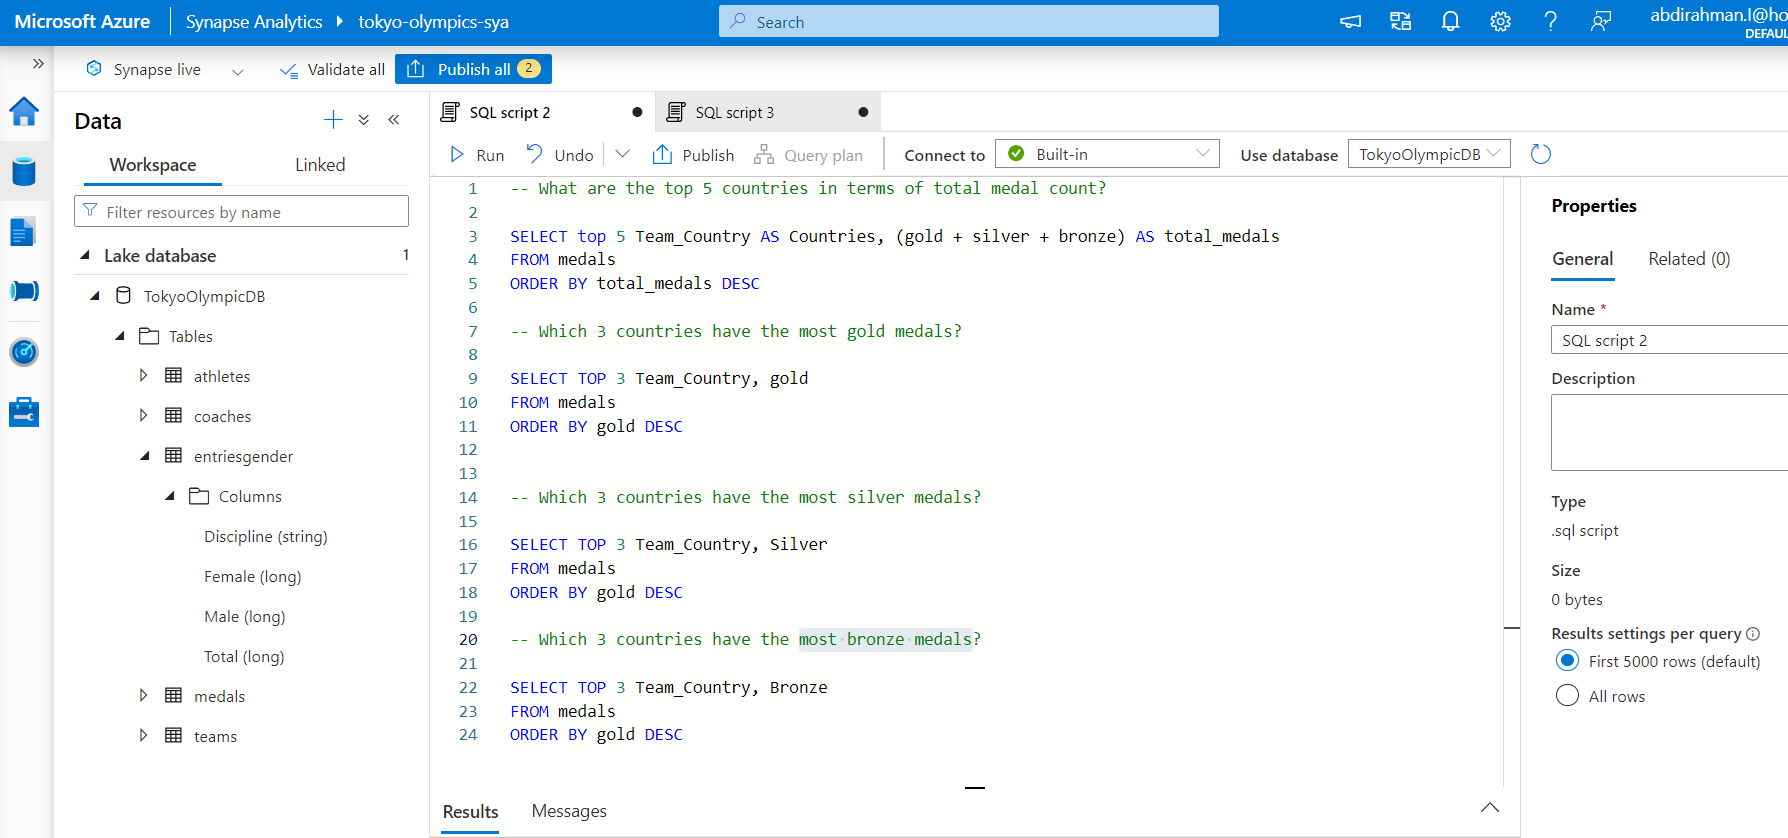 Microsoft Azure
Synapse Analytics
tokyo-olympics-sya
Search
abdirahman.l@ho
DEFAUL
Synapse live
Validate all
Publish all 2
Data
Workspace
Linked
Filter resources by name
Lake database 1
TokyoOlympicDB
Tables
athletes
coaches
entriesgender
Columns
Discipline (string)
Female (long)
Male (long)
Total (long)
medals
teams
SQL script 2
SQL script 3
Run
Undo
Publish
Query plan
Connect to
Built-in
Use database
TokyoOlympicDB
1 -- What are the top 5 countries in terms of total medal count?
2
3 SELECT top 5 Team_Country AS Countries, (gold + silver + bronze) AS total_medals
4 FROM medals
5 ORDER BY total_medals DESC
6
7 -- Which 3 countries have the most gold medals?
8
9 SELECT TOP 3 Team_Country, gold
10 FROM medals
11 ORDER BY gold DESC
12
13
14 -- Which 3 countries have the most silver medals?
15
16 SELECT TOP 3 Team_Country, Silver
17 FROM medals
18 ORDER BY gold DESC
19
20 -- Which 3 countries have the most bronze medals?
21
22 SELECT TOP 3 Team_Country, Bronze
23 FROM medals
24 ORDER BY gold DESC
Results
Messages
Properties
General
Related (0)
Name *
SQL script 2
Description
Type
.sql script
Size
0 bytes
Results settings per query
First 5000 rows (default)
All rows